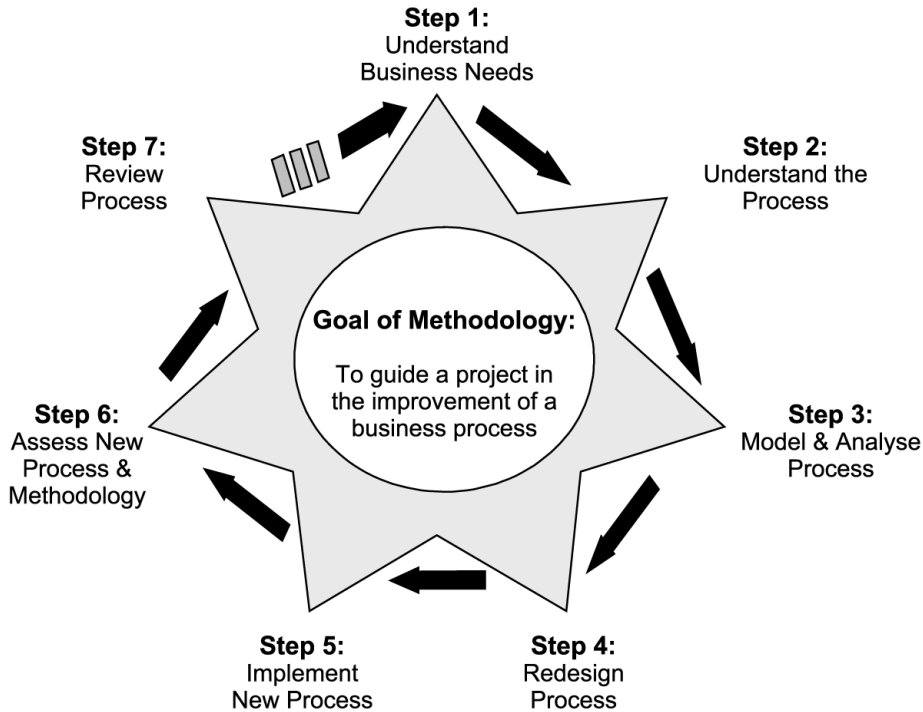 Step 1:
Understand
Business Needs
Step 2:
Understand the
Process
Step 3:
Model & Analyse
Process
Step 4:
Redesign
Process
Step 5:
Implement
New Process
Step 6:
Assess New
Process &
Methodology
Step 7:
Review
Process
Goal of Methodology:
To guide a project in
the improvement of a
business process